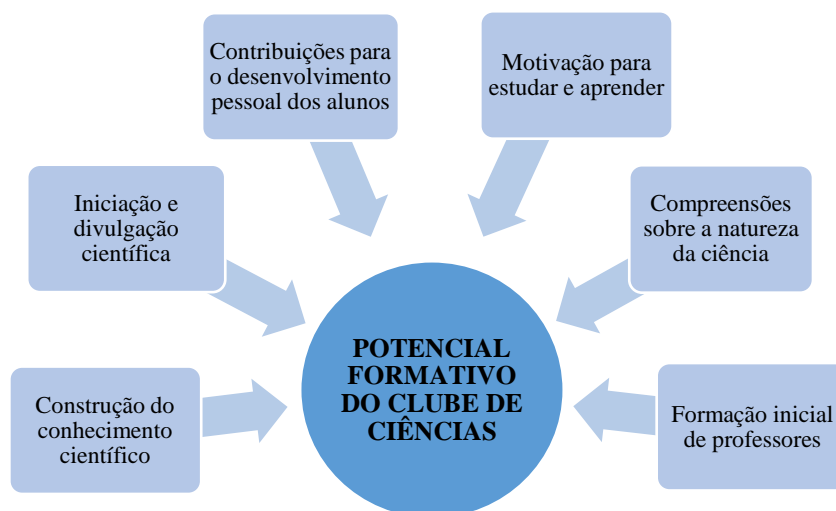 Contribuições para
o desenvolvimento
pessoal dos alunos
Motivação para
estudar e aprender
Iniciação e
divulgação
científica
Compreensões
sobre a natureza
da ciência
POTENCIAL
FORMATIVO
DO CLUBE DE
CIÊNCIAS
Construção do
conhecimento
científico
Formação inicial
de professores